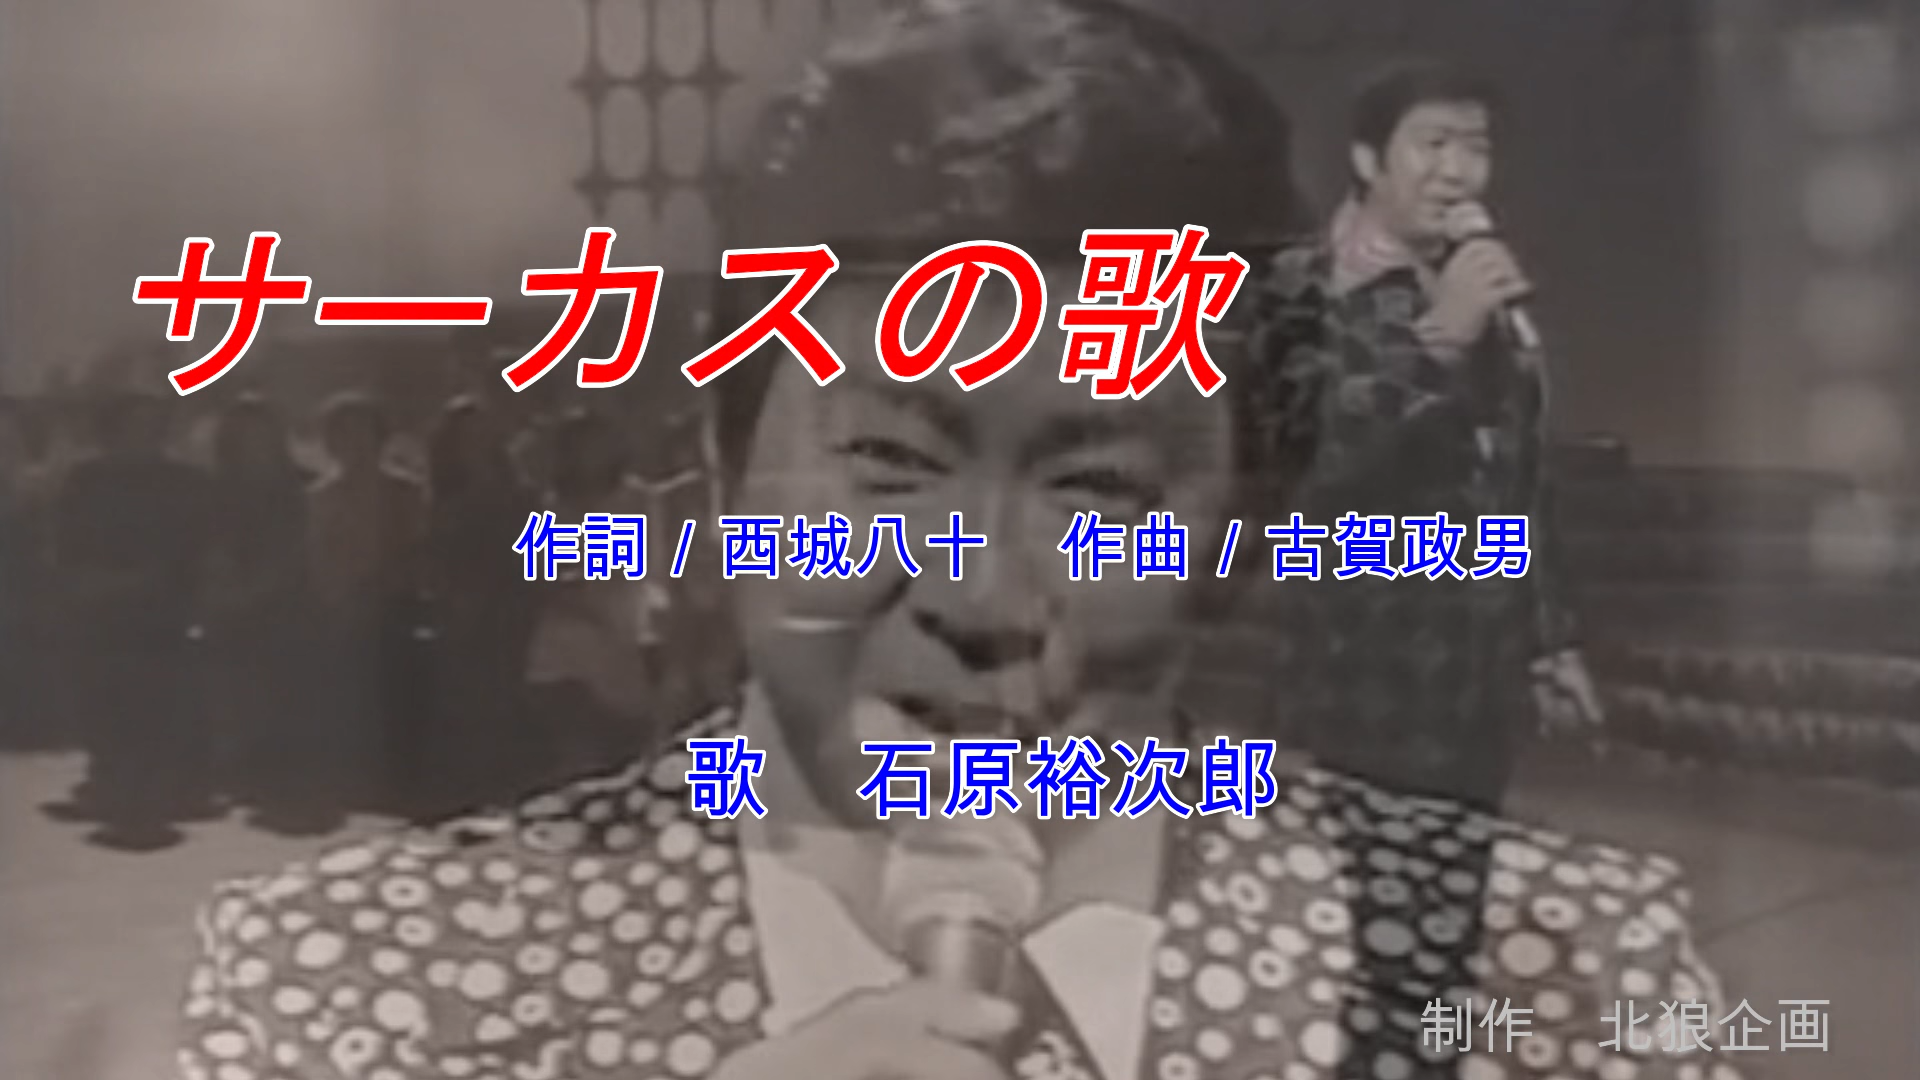 サーカスの歌
作詞 / 西城八十　作曲 / 古賀政男
歌　石原裕次郎
制作　北狼企画